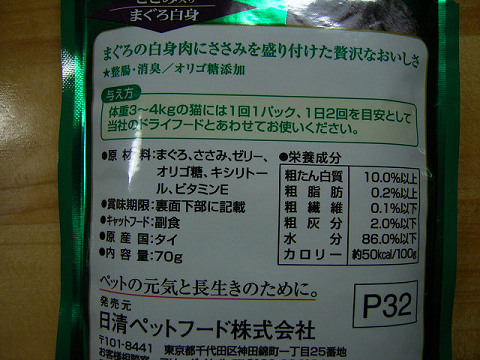 ささみ入り
まぐろ白身
まぐろの白身肉にささみを盛り付けた贅沢なおいしさ
★整腸・消臭／オリゴ糖添加
与え方
体重3〜4kgの猫には1回1パック、1日2回を目安として
当社のドライフードとあわせてお使いください。
●原材料:まぐろ、ささみ、ゼリー、
オリゴ糖、キシリトー
ル、ビタミンE
●賞味期限:裏面下部に記載
●キャットフード:副食
●原産国:タイ
●内容量:70g
●栄養成分
粗たん白質 10.0%以上
粗脂肪 0.2%以上
粗繊維 0.1%以下
粗灰分 2.0%以下
水分 86.0%以下
カロリー 約50kcal/100g
ペットの元気と長生きのために。
P32
発売元
日清ペットフード株式会社
〒101-8441 東京都千代田区神田錦町一丁目25番地
お客様相談室